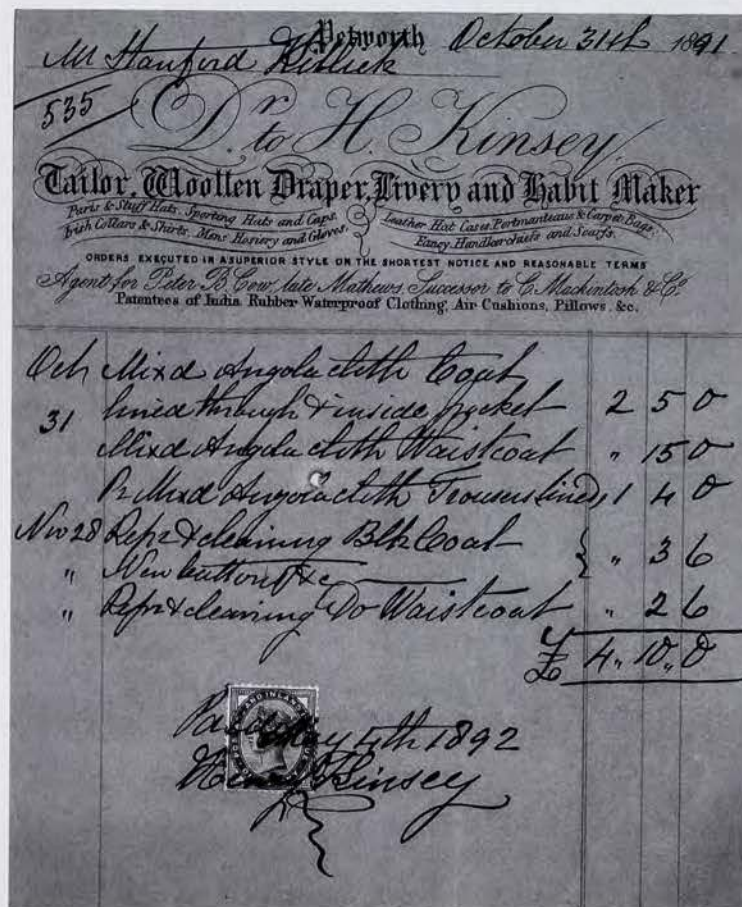 Petworth October 31st 1891
Mr Stanford Killick
535
Dr. to H. Kinsey,
Tailor, Woollen Draper, Livery and Habit Maker
Paris & Stuff Hats. Sporting Hats and Caps.
Irish Collars & Shirts. Mens Hosiery and Gloves.
Leather Hat Cases, Portmanteaus & Carpet Bags.
Fancy Handkerchiefs and Scarfs.
ORDERS EXECUTED IN A SUPERIOR STYLE ON THE SHORTEST NOTICE AND REASONABLE TERMS
Agent for Peter B. Cow, late Mathews, Successor to C. Mackintosh & Co.
Patentees of India Rubber Waterproof Clothing, Air Cushions, Pillows, &c.
Oct Mixd Angola cloth Coat
31 lined through & inside pocket 2 5 0
Mixd Angola cloth Waistcoat " 15 0
Pr Mixd Angola cloth Trousers lined 1 4 0
Nov 28 Repr & cleaning Blk Coat } " 3 6
" New buttons &c
" Repr & cleaning Do Waistcoat " 2 6
£ 4 " 10 " 0
Paid May 4th 1892
Henry Kinsey